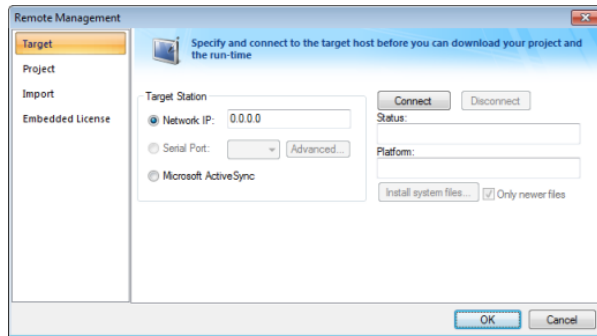 Remote Management
Target
Project
Import
Embedded License
Specify and connect to the target host before you can download your project and
the run-time
Target Station
Network IP: 0.0.0.0
Serial Port: Advanced...
Microsoft ActiveSync
Connect Disconnect
Status:
Platform:
Install system files... Only newer files
OK Cancel